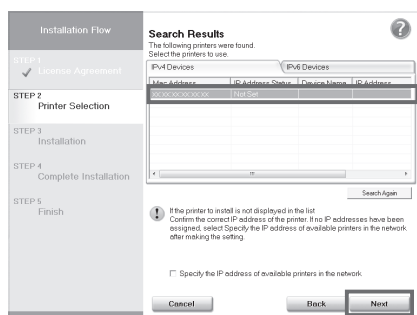 Installation Flow
STEP 1
License Agreement
STEP 2
Printer Selection
STEP 3
Installation
STEP 4
Complete Installation
STEP 5
Finish
Search Results
The following printers were found.
Select the printers to use.
IPv4 Devices
IPv6 Devices
Mac Address
IP Address Status
Device Name
IP Address
xx:xx:xx:xx:xx:xx
Not Set
Search Again
If the printer to install is not displayed in the list
Confirm the correct IP address of the printer. If no IP addresses have been
assigned, select Specify the IP address of available printers in the network
after making the setting.
Specify the IP address of available printers in the network
Cancel
Back
Next